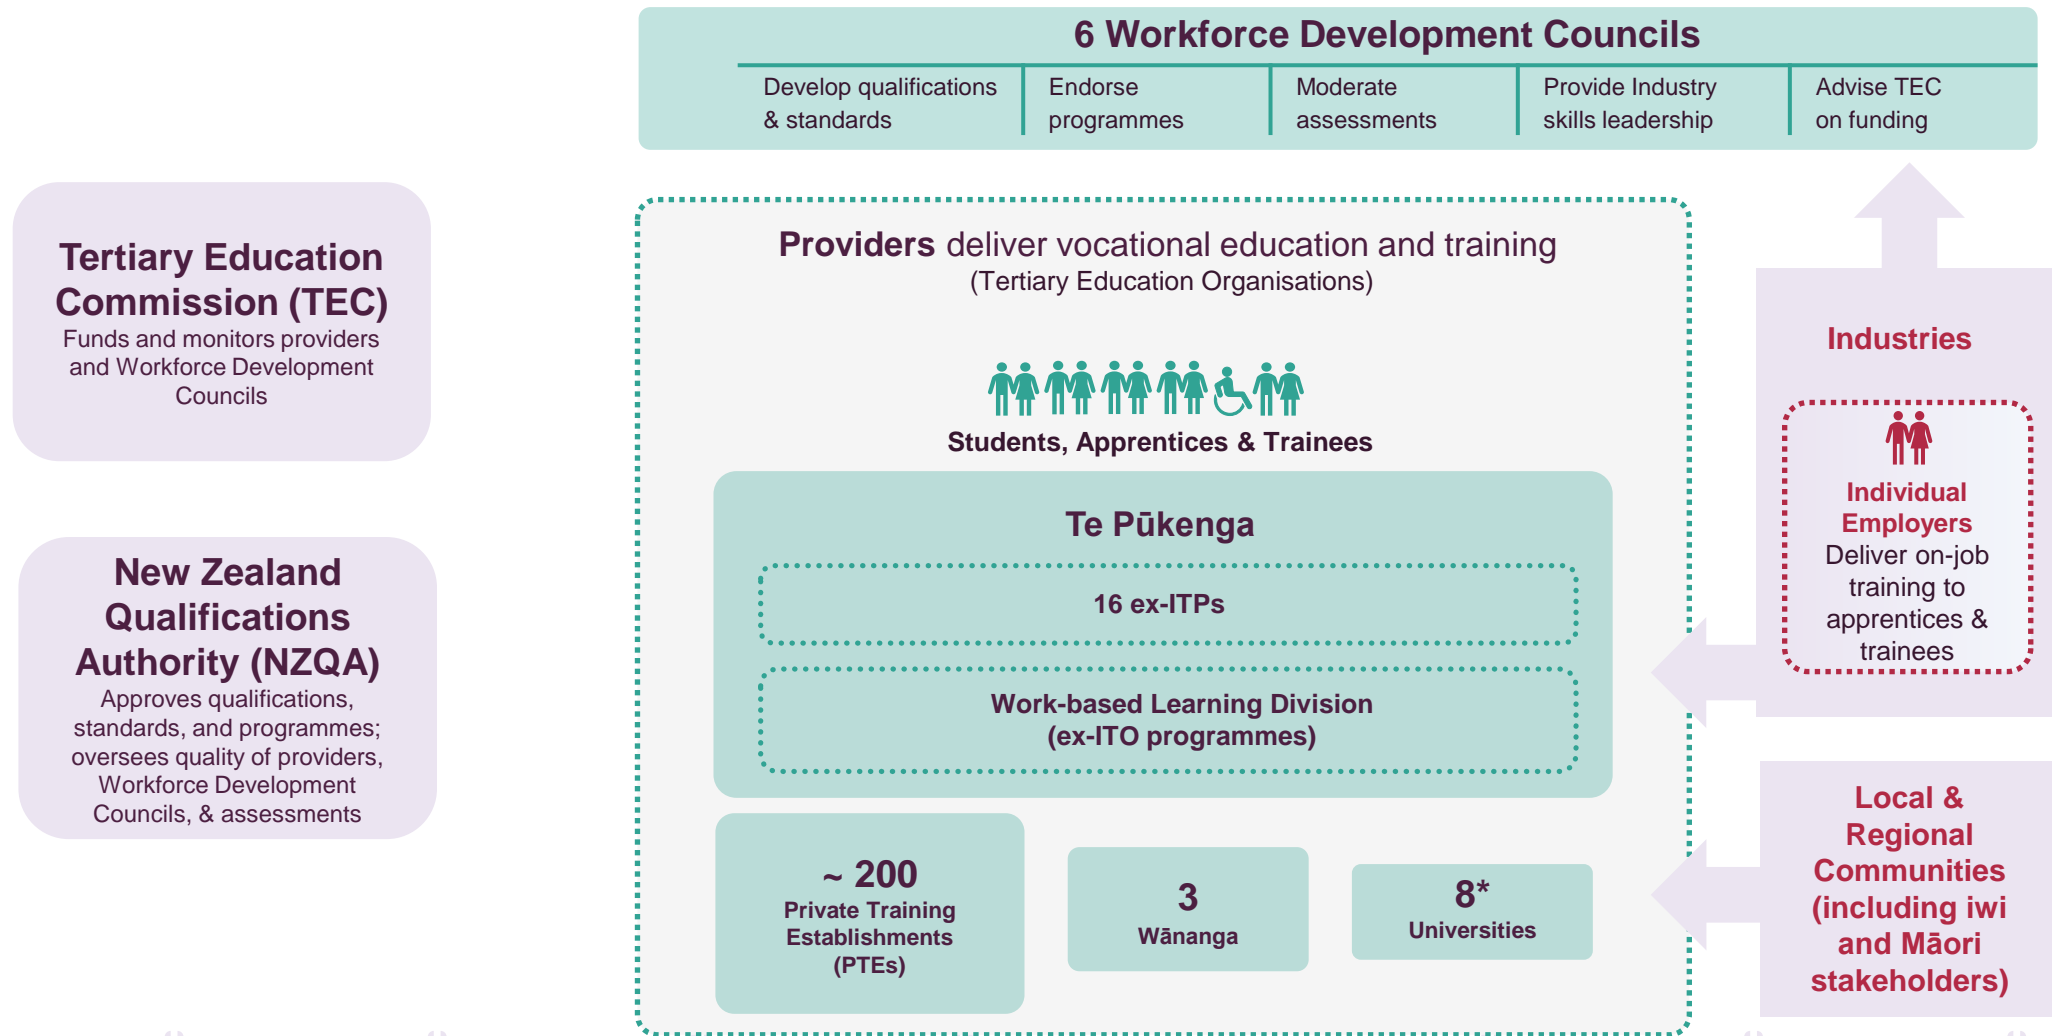 6 Workforce Development Councils
Develop qualifications
& standards
Endorse
programmes
Moderate
assessments
Provide Industry
skills leadership
Advise TEC
on funding
Tertiary Education
Commission (TEC)
Funds and monitors providers
and Workforce Development
Councils
New Zealand
Qualifications
Authority (NZQA)
Approves qualifications,
standards, and programmes;
oversees quality of providers,
Workforce Development
Councils, & assessments
Providers deliver vocational education and training
(Tertiary Education Organisations)
Students, Apprentices & Trainees
Te Pūkenga
16 ex-ITPs
Work-based Learning Division
(ex-ITO programmes)
~ 200
Private Training
Establishments
(PTEs)
3
Wānanga
8*
Universities
Industries
Individual
Employers
Deliver on-job
training to
apprentices &
trainees
Local &
Regional
Communities
(including iwi
and Māori
stakeholders)